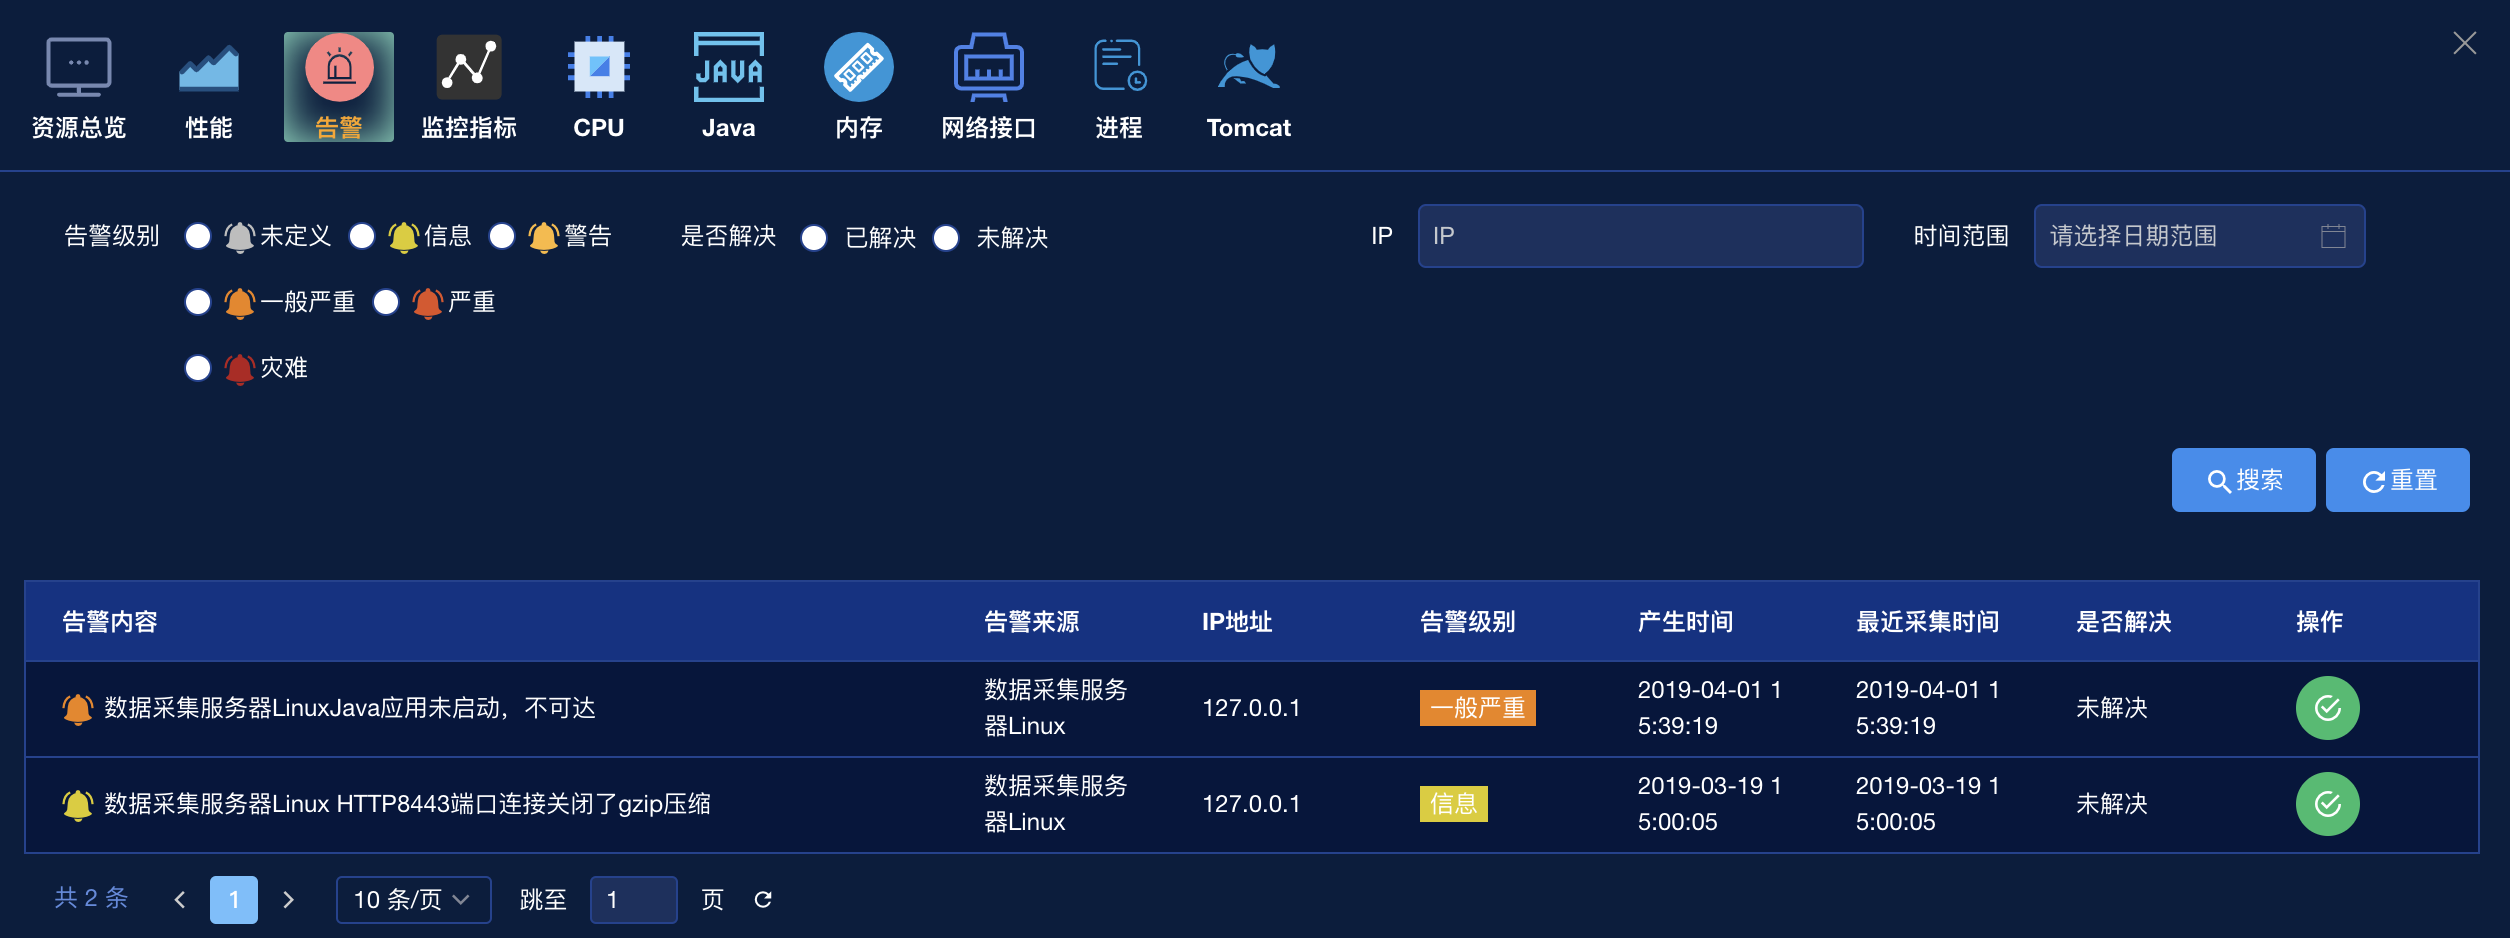 资源总览
性能
告警
监控指标
CPU
JAVA
Java
内存
网络接口
进程
Tomcat
告警级别 未定义 信息 警告 是否解决 已解决 未解决 IP IP 时间范围 请选择日期范围
一般严重 严重
灾难
搜索 重置
告警内容 告警来源 IP地址 告警级别 产生时间 最近采集时间 是否解决 操作
数据采集服务器LinuxJava应用未启动，不可达
数据采集服务
器Linux
127.0.0.1
一般严重
2019-04-01 1
5:39:19
2019-04-01 1
5:39:19
未解决
数据采集服务器Linux HTTP8443端口连接关闭了gzip压缩
数据采集服务
器Linux
127.0.0.1
信息
2019-03-19 1
5:00:05
2019-03-19 1
5:00:05
未解决
共 2 条 1 10 条/页 跳至 1 页